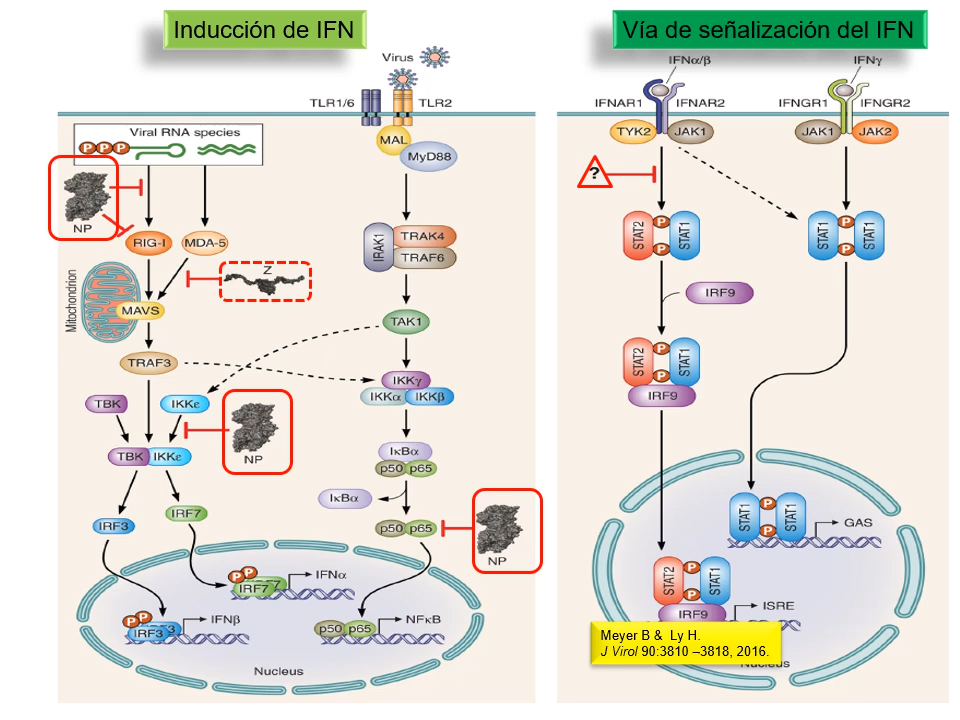 Inducción de IFN
Virus
TLR1/6
TLR2
Viral RNA species
P P P
MAL
MyD88
NP
RIG-I
MDA-5
IRAK1
TRAK4
TRAF6
Z
Mitochondrion
MAVS
TAK1
TRAF3
IKKγ
IKKα
IKKβ
TBK
IKKε
NP
TBK
IKKε
IκBα
p50
p65
IκBα
IRF3
IRF7
p50
p65
NP
P P
IRF7
IFNα
P P
IRF3
IFNβ
p50
p65
NFκB
Nucleus
Vía de señalización del IFN
IFNα/β
IFNγ
IFNAR1
IFNAR2
IFNGR1
IFNGR2
TYK2
JAK1
JAK1
JAK2
?
STAT2
P
P
STAT1
STAT1
P
P
STAT1
IRF9
STAT2
P
P
STAT1
IRF9
STAT1
P
P
STAT1
GAS
STAT2
P
P
STAT1
IRF9
ISRE
Meyer B & Ly H.
J Virol 90:3810 –3818, 2016.
Nucleus